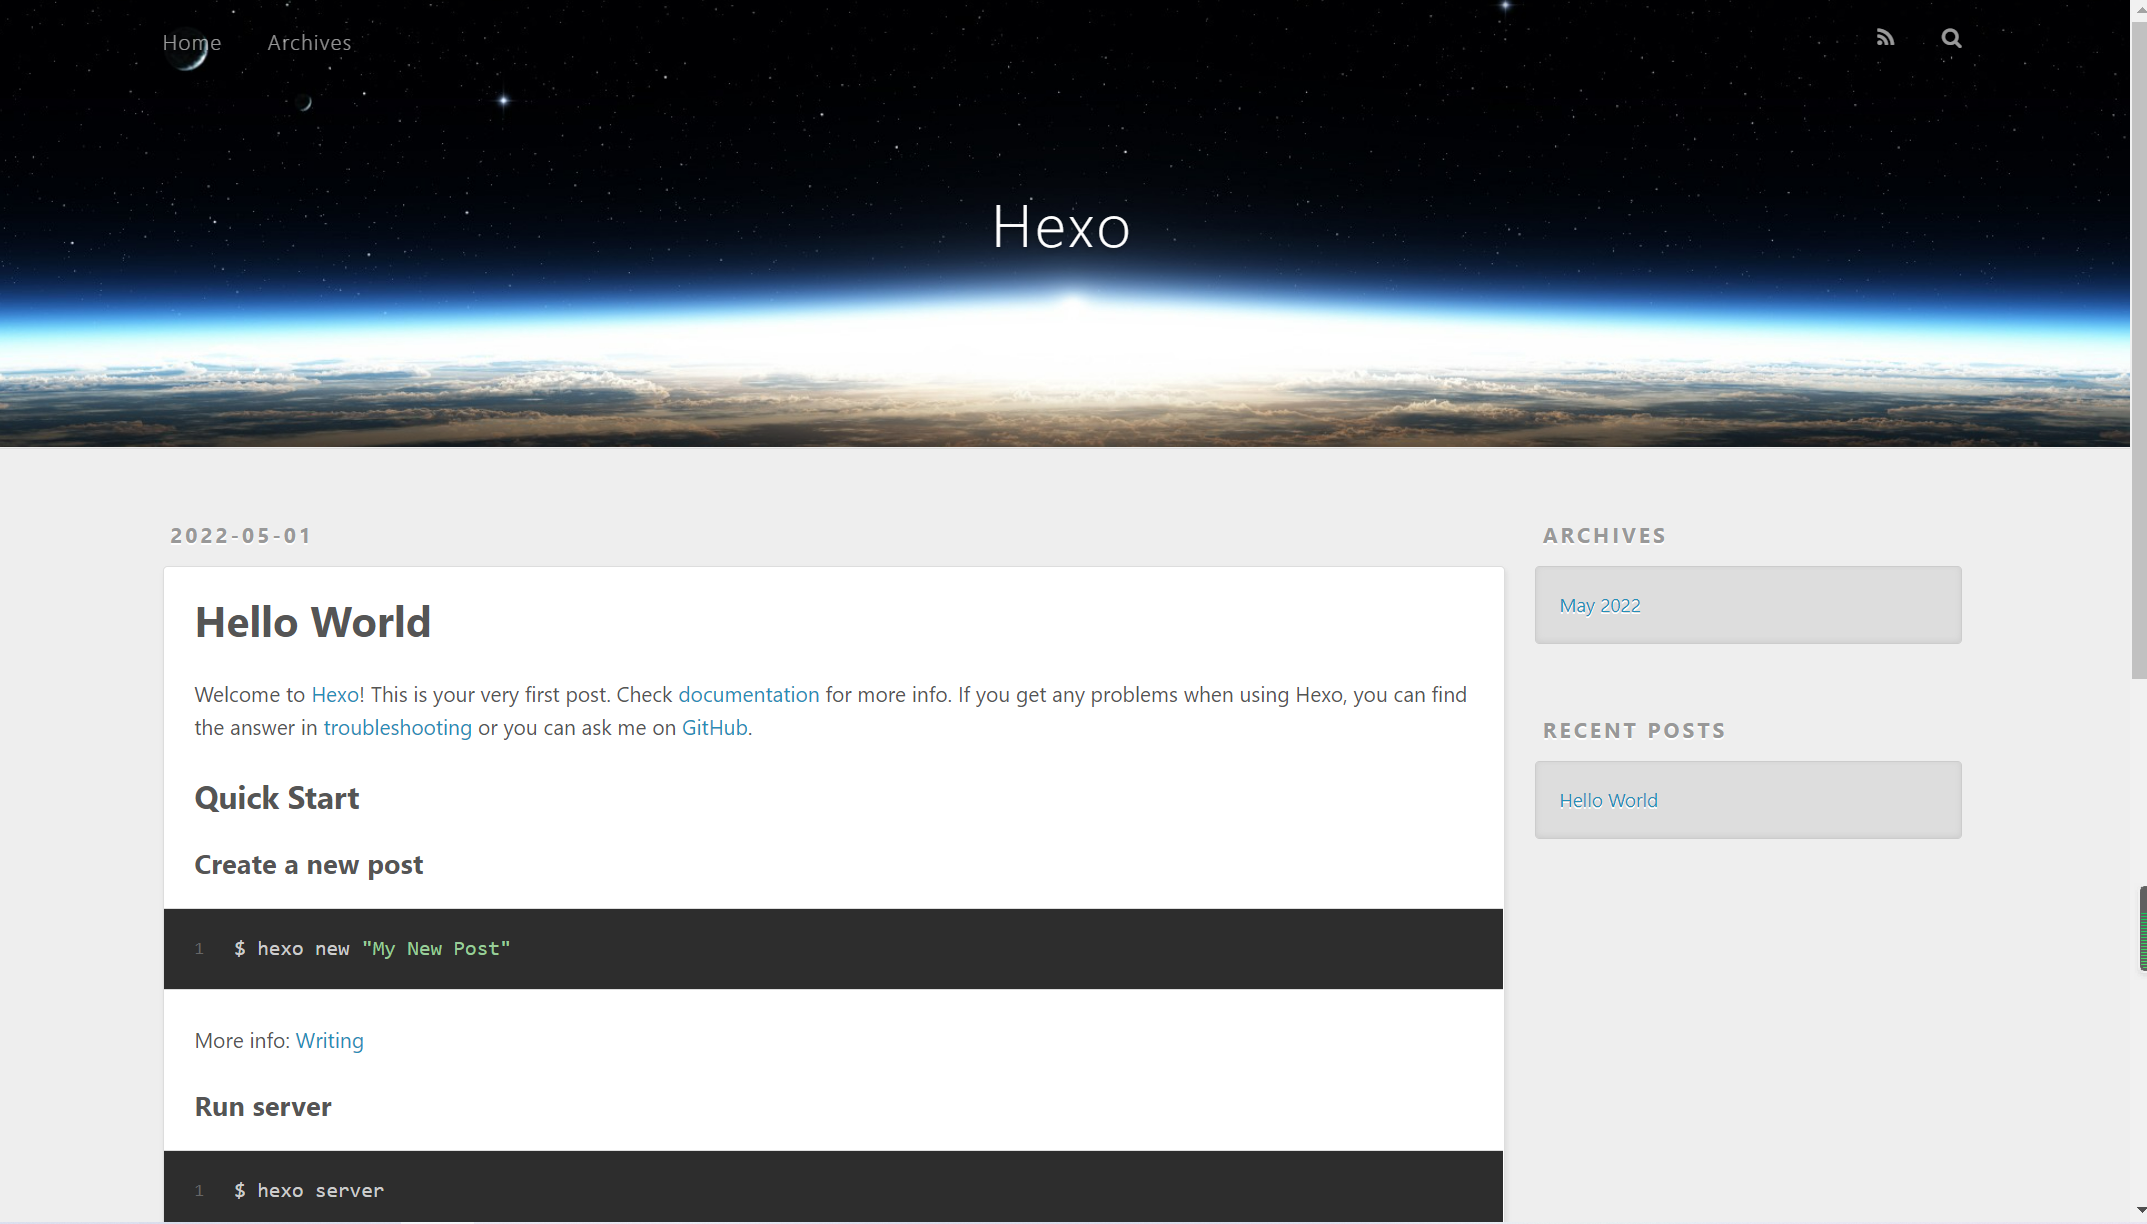 Home Archives
Hexo
2022-05-01
Hello World
Welcome to Hexo! This is your very first post. Check documentation for more info. If you get any problems when using Hexo, you can find
the answer in troubleshooting or you can ask me on GitHub.
Quick Start
Create a new post
1 $ hexo new "My New Post"
More info: Writing
Run server
1 $ hexo server
ARCHIVES
May 2022
RECENT POSTS
Hello World